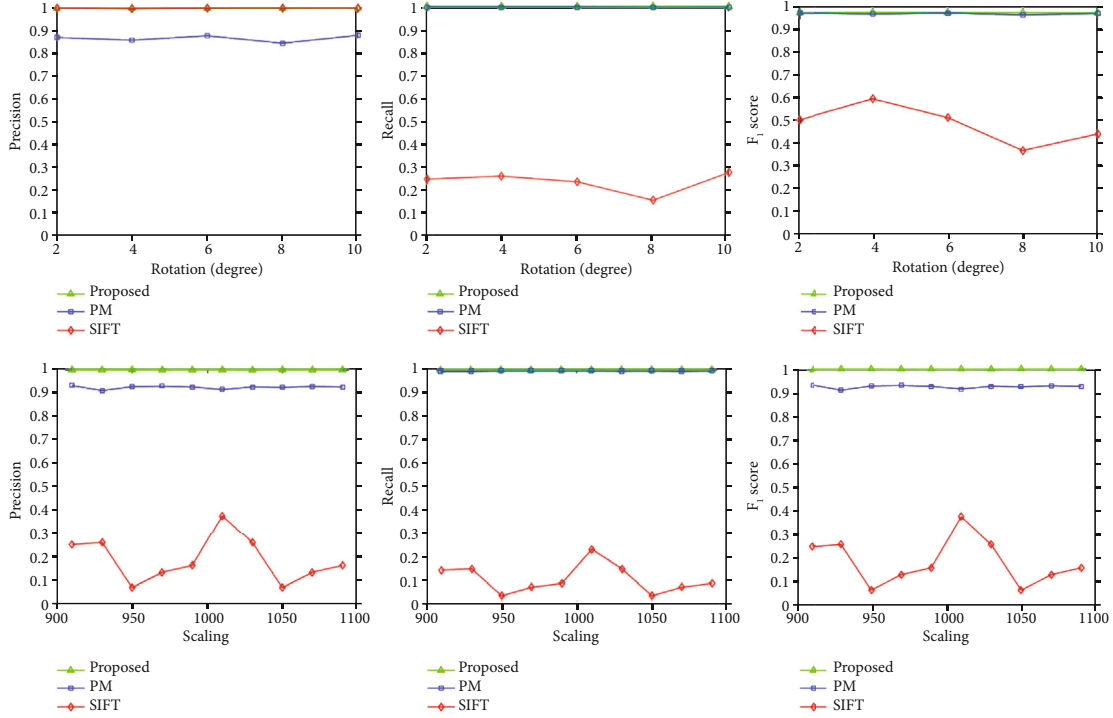 1
0.9
0.8
0.7
0.6
0.5
0.4
0.3
0.2
0.1
0
Precision
2 4 6 8 10
Rotation (degree)
Proposed
PM
SIFT
1
0.9
0.8
0.7
0.6
0.5
0.4
0.3
0.2
0.1
0
Recall
2 4 6 8 10
Rotation (degree)
Proposed
PM
SIFT
1
0.9
0.8
0.7
0.6
0.5
0.4
0.3
0.2
0.1
0
F1 score
2 4 6 8 10
Rotation (degree)
Proposed
PM
SIFT
1
0.9
0.8
0.7
0.6
0.5
0.4
0.3
0.2
0.1
0
Precision
900 950 1000 1050 1100
Scaling
Proposed
PM
SIFT
1
0.9
0.8
0.7
0.6
0.5
0.4
0.3
0.2
0.1
0
Recall
900 950 1000 1050 1100
Scaling
Proposed
PM
SIFT
1
0.9
0.8
0.7
0.6
0.5
0.4
0.3
0.2
0.1
0
F1 score
900 950 1000 1050 1100
Scaling
Proposed
PM
SIFT